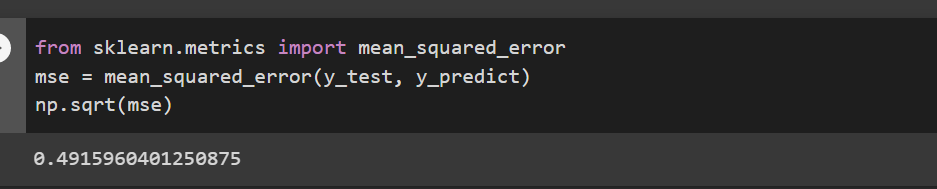 from sklearn.metrics import mean_squared_error
mse = mean_squared_error(y_test, y_predict)
np.sqrt(mse)
0.4915960401250875